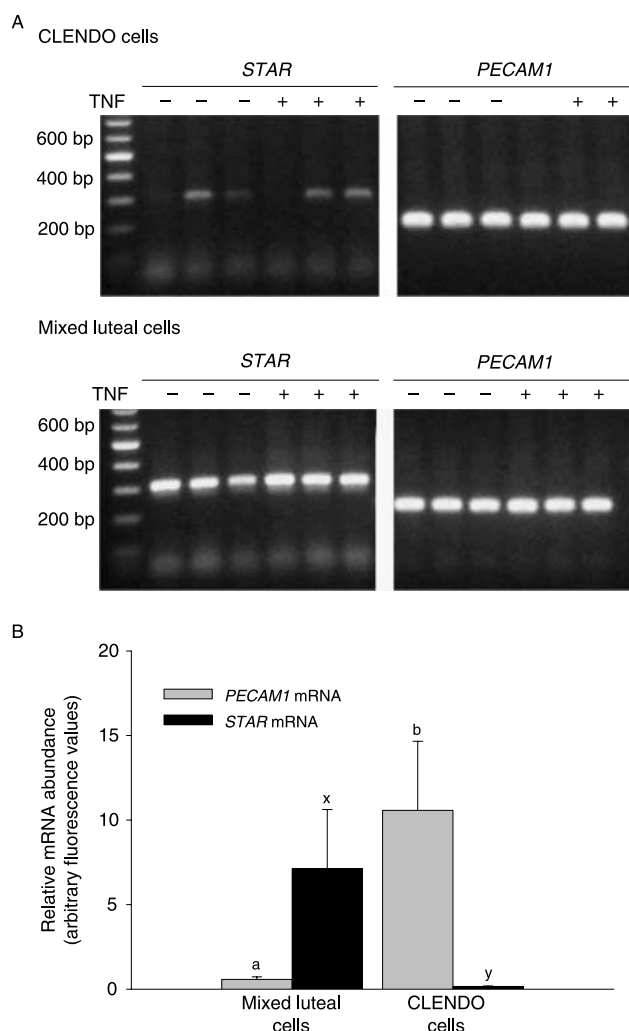 A
CLENDO cells
STAR PECAM1
TNF – – – + + + – – – + +
600 bp
400 bp
200 bp
Mixed luteal cells
STAR PECAM1
TNF – – – + + + – – – + + +
600 bp
400 bp
200 bp
B
20
15
10
5
0
Relative mRNA abundance
(arbitrary fluorescence values)
PECAM1 mRNA
STAR mRNA
a
x
b
y
Mixed luteal
cells
CLENDO
cells